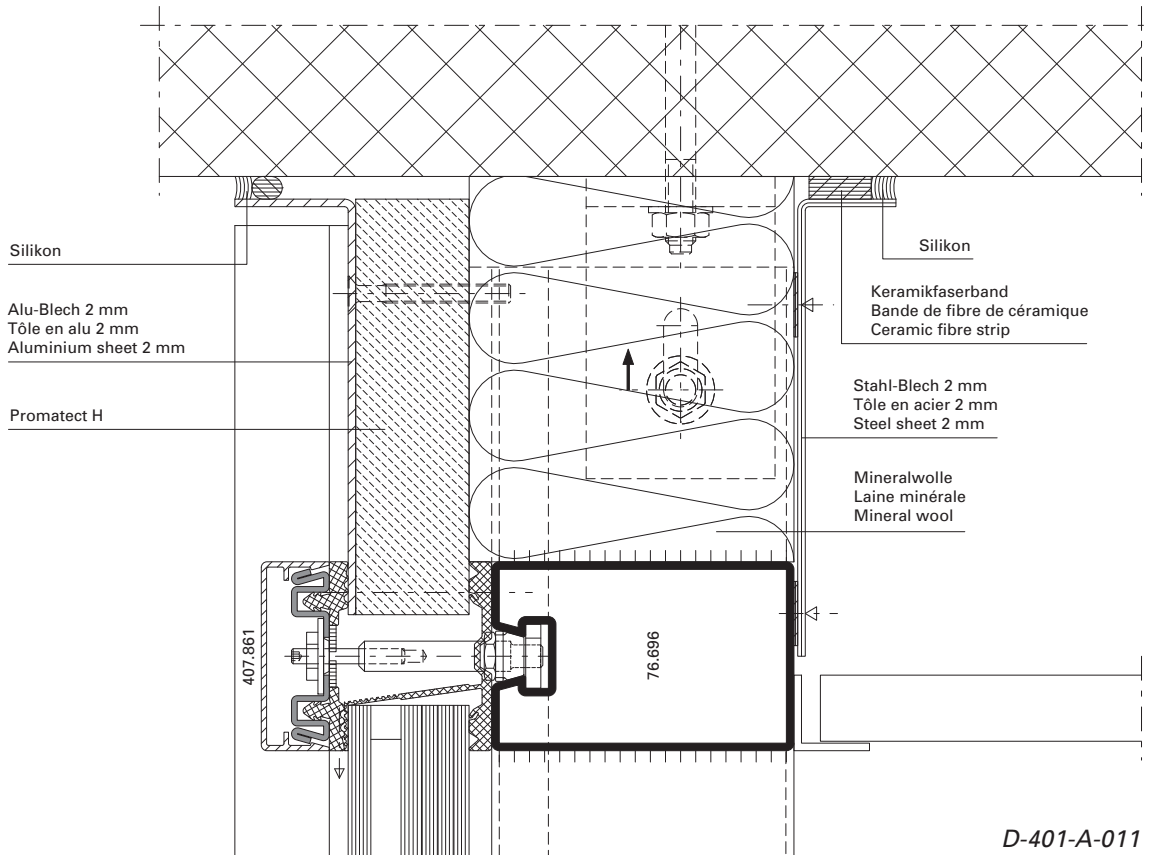 Silikon
Alu-Blech 2 mm
Tôle en alu 2 mm
Aluminium sheet 2 mm
Promatect H
Silikon
Keramikfaserband
Bande de fibre de céramique
Ceramic fibre strip
Stahl-Blech 2 mm
Tôle en acier 2 mm
Steel sheet 2 mm
Mineralwolle
Laine minérale
Mineral wool
407.861
76.696
D-401-A-011